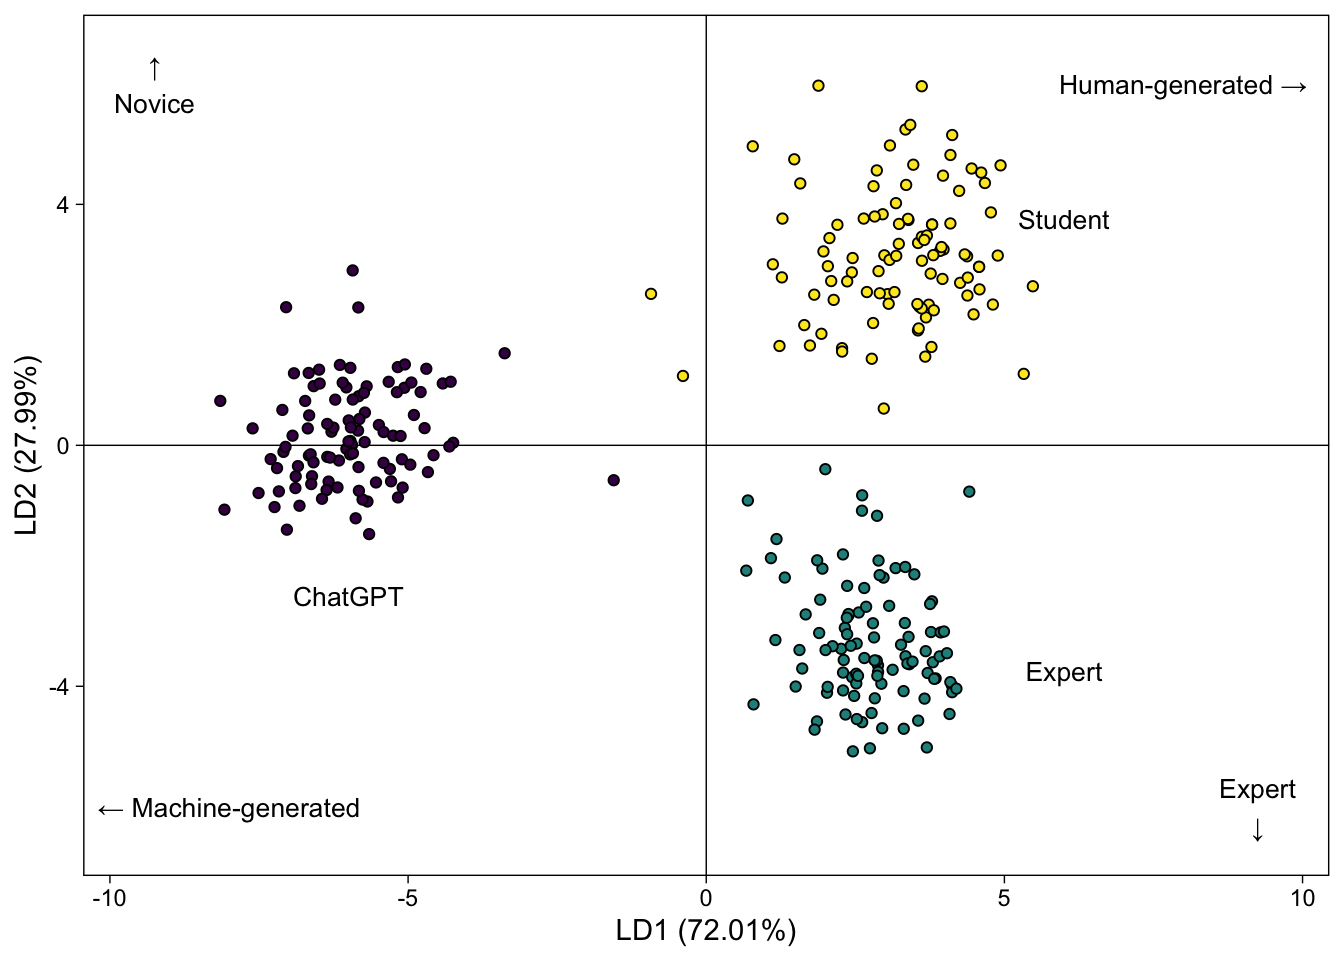 ↑
Novice
Human-generated →
Student
4
0
-4
LD2 (27.99%)
ChatGPT
Expert
Expert
↓
← Machine-generated
-10
-5
0
5
10
LD1 (72.01%)